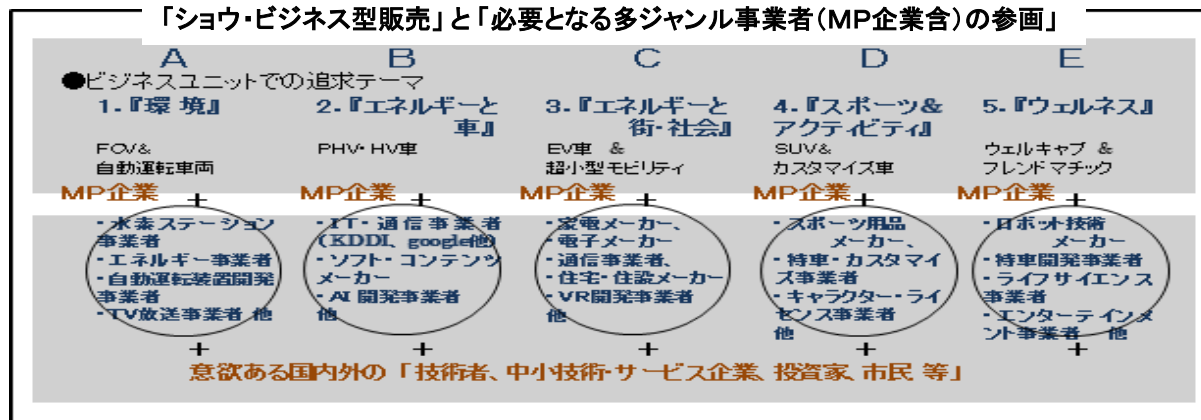 「ショウ・ビジネス型販売」と「必要となる多ジャンル事業者(MP企業含)の参画」
A
B
C
D
E
●ビジネスユニットでの追求テーマ
1.『環 境』
FCV&
自動運転車両
2.『エネルギーと
車』
PHV・HV車
3.『エネルギーと
街・社会』
EV車 &
超小型モビリティ
4.『スポーツ&
アクティビティ』
SUV&
カスタマイズ車
5.『ウェルネス』
ウェルキャブ &
フレンドマチック
MP企業 +
MP企業 +
MP企業 +
MP企業 +
MP企業 +
・水素ステーション
事業者
・エネルギー事業者
・自動運転装置開発
事業者
・TV放送事業者 他
・IT・通信事業者
(KDDI、google他)
・ソフト・コンテンツ
メーカー
・AI 開発事業者
他
・家電メーカー、
・電子メーカー
・通信事業者、
・住宅・住設メーカー
・VR開発事業者
他
・スポーツ用品
メーカー、
・特車・カスタマイ
ズ事業者
・キャラクター・ライ
センス事業者
他
・ロボット技術
メーカー
・特車開発事業者
・ライフサイエンス
事業者
・エンターテインメ
ント事業者 他
+
+
+
+
+
意欲ある国内外の「技術者、中小技術・サービス企業、投資家、市民 等」